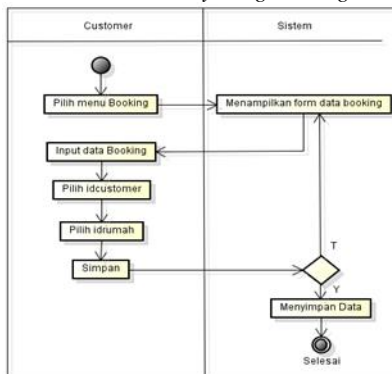 Customer
Sistem
Pilih menu Booking
Menampilkan form data booking
Input data Booking
Pilih idcustomer
Pilih idrumah
Simpan
T
Y
Menyimpan Data
Selesai